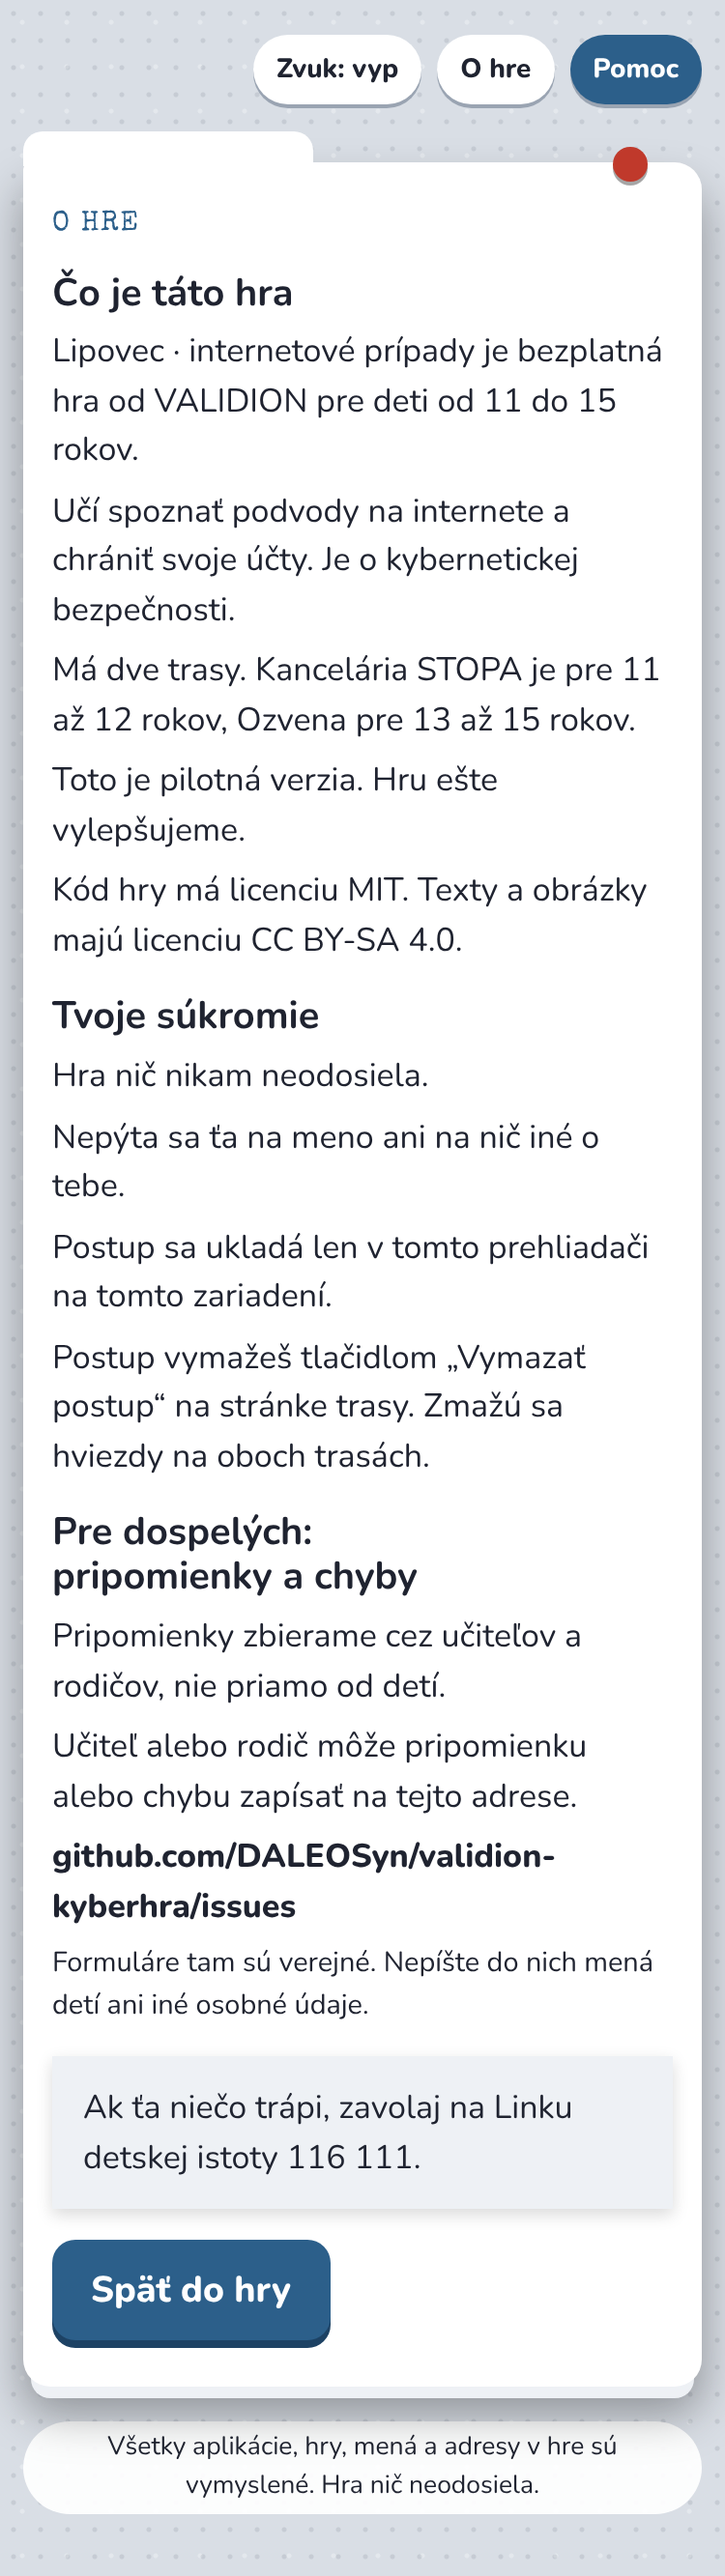 Zvuk: vyp
O hre
Pomoc
O HRE
Čo je táto hra
Lipovec · internetové prípady je bezplatná
hra od VALIDION pre deti od 11 do 15
rokov.
Učí spoznať podvody na internete a
chrániť svoje účty. Je o kybernetickej
bezpečnosti.
Má dve trasy. Kancelária STOPA je pre 11
až 12 rokov, Ozvena pre 13 až 15 rokov.
Toto je pilotná verzia. Hru ešte
vylepšujeme.
Kód hry má licenciu MIT. Texty a obrázky
majú licenciu CC BY-SA 4.0.
Tvoje súkromie
Hra nič nikam neodosiela.
Nepýta sa ťa na meno ani na nič iné o
tebe.
Postup sa ukladá len v tomto prehliadači
na tomto zariadení.
Postup vymažeš tlačidlom „Vymazať
postup“ na stránke trasy. Zmažú sa
hviezdy na oboch trasách.
Pre dospelých:
pripomienky a chyby
Pripomienky zbierame cez učiteľov a
rodičov, nie priamo od detí.
Učiteľ alebo rodič môže pripomienku
alebo chybu zapísať na tejto adrese.
github.com/DALEOSyn/validion-
kyberhra/issues
Formuláre tam sú verejné. Nepíšte do nich mená
detí ani iné osobné údaje.
Ak ťa niečo trápi, zavolaj na Linku
detskej istoty 116 111.
Späť do hry
Všetky aplikácie, hry, mená a adresy v hre sú
vymyslené. Hra nič neodosiela.